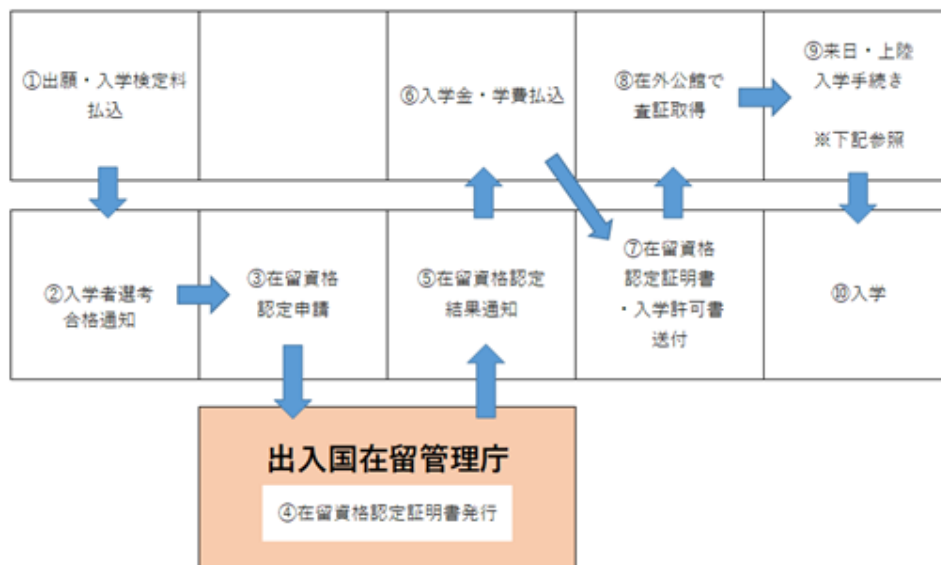 ①出願・入学検定料
払込
⑥入学金・学費払込
⑧在外公館で
査証取得
⑨来日・上陸
入学手続き
※下記参照
②入学者選考
合格通知
③在留資格
認定申請
⑤在留資格認定
結果通知
⑦在留資格
認定証明書
・入学許可書
送付
⑩入学
出入国在留管理庁
④在留資格認定証明書発行